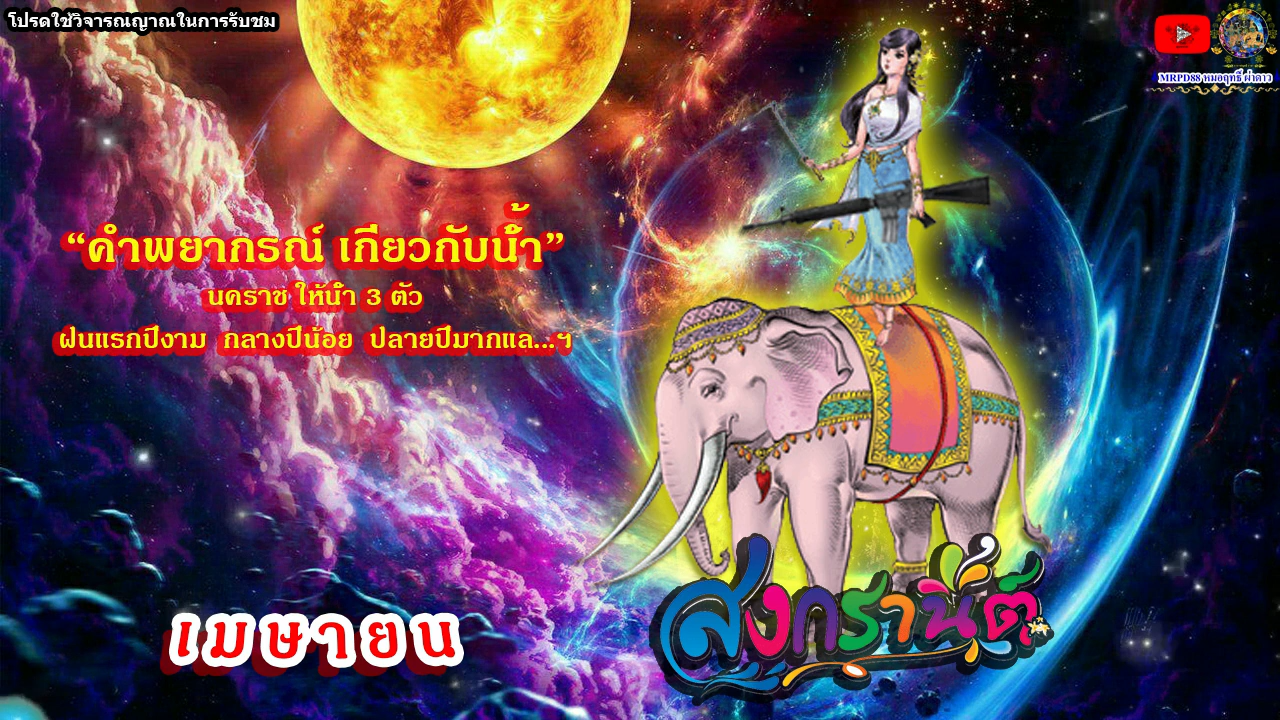 โปรดใช้วิจารณญาณในการรับชม
MRPD88 หมอฤทธิ์ ผ่าดาว
“คำพยากรณ์ เกี่ยวกับน้ำ”
นคราช ให้น้ำ 3 ตัว
ฝนแรกปีงาม กลางปีน้อย ปลายปีมากแล...ฯ
เมษายน
สงกรานต์